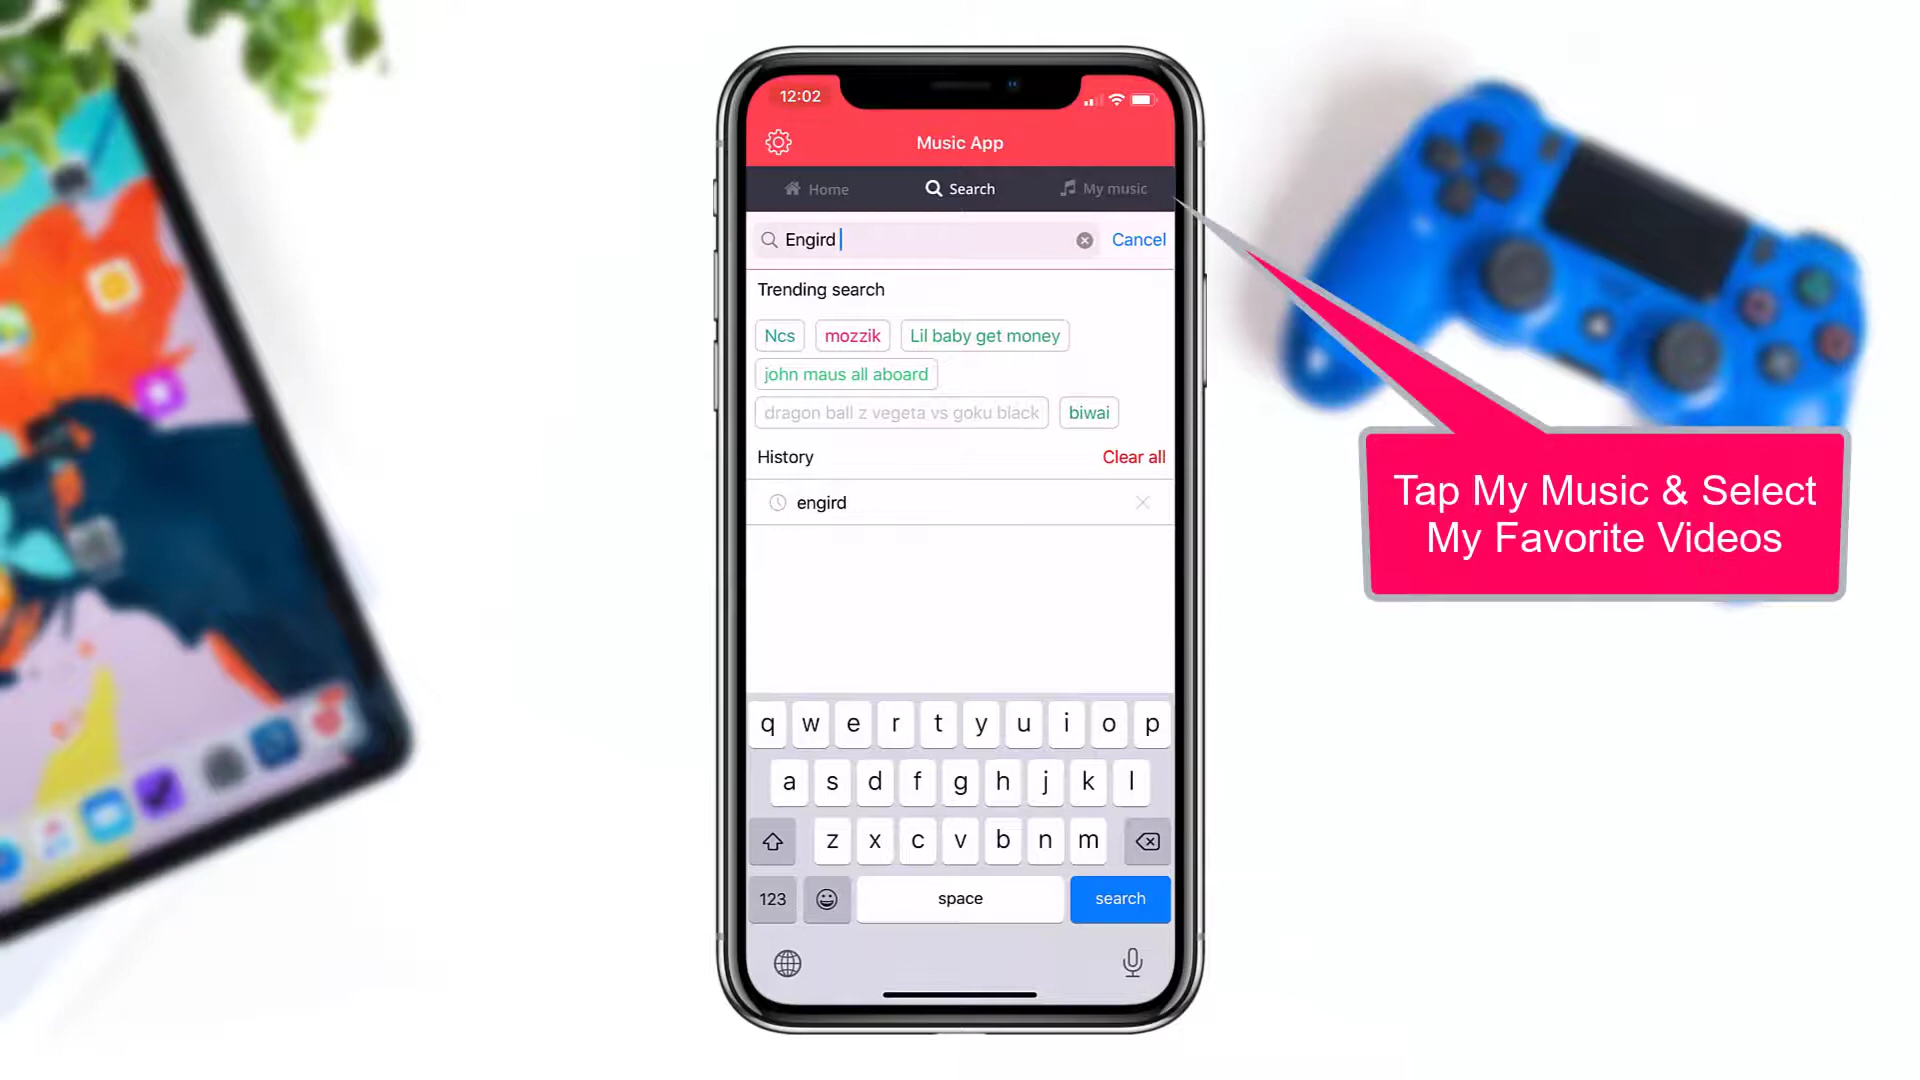 12:02
Music App
Home Search My music
Engird Cancel
Trending search
Ncs mozzik Lil baby get money
john maus all aboard
dragon ball z vegeta vs goku black biwai
History Clear all
engird
Tap My Music & Select
My Favorite Videos
q w e r t y u i o p
a s d f g h j k l
z x c v b n m
123 space search